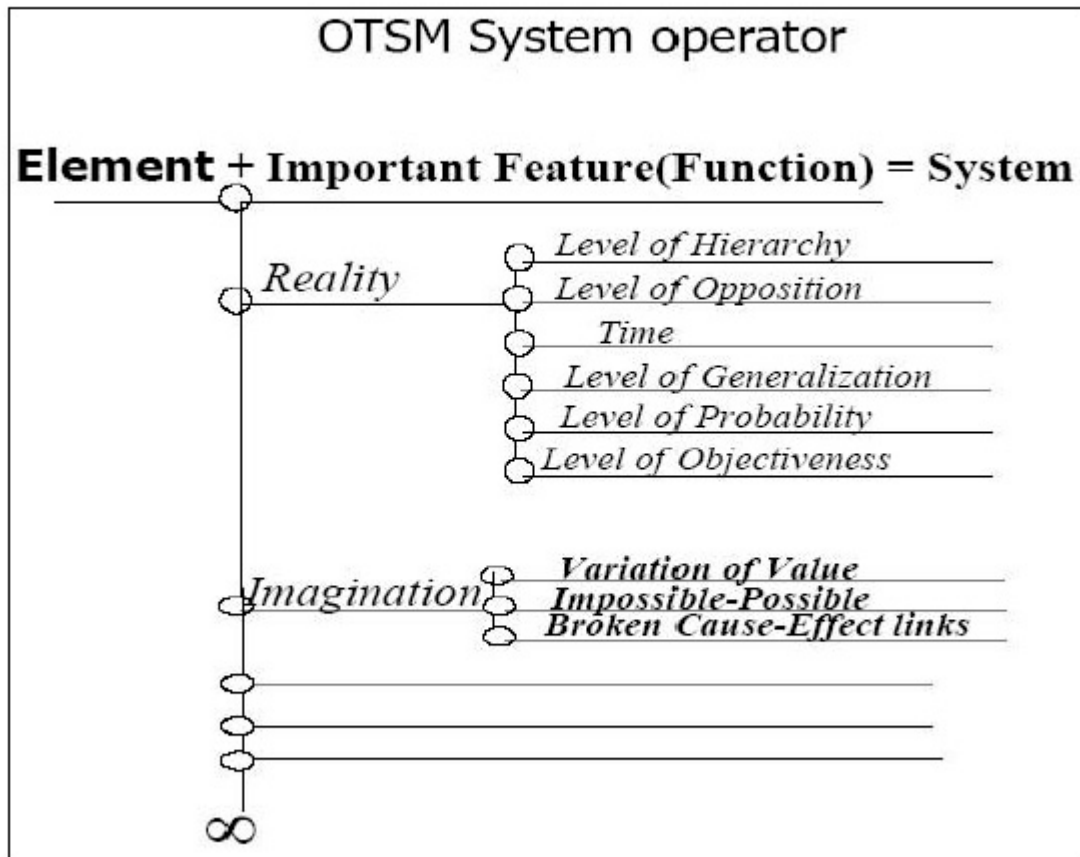 OTSM System operator
Element + Important Feature(Function) = System
Level of Hierarchy
Reality
Level of Opposition
Time
Level of Generalization
Level of Probability
Level of Objectiveness
Variation of Value
Imagination
Impossible-Possible
Broken Cause-Effect links
∞